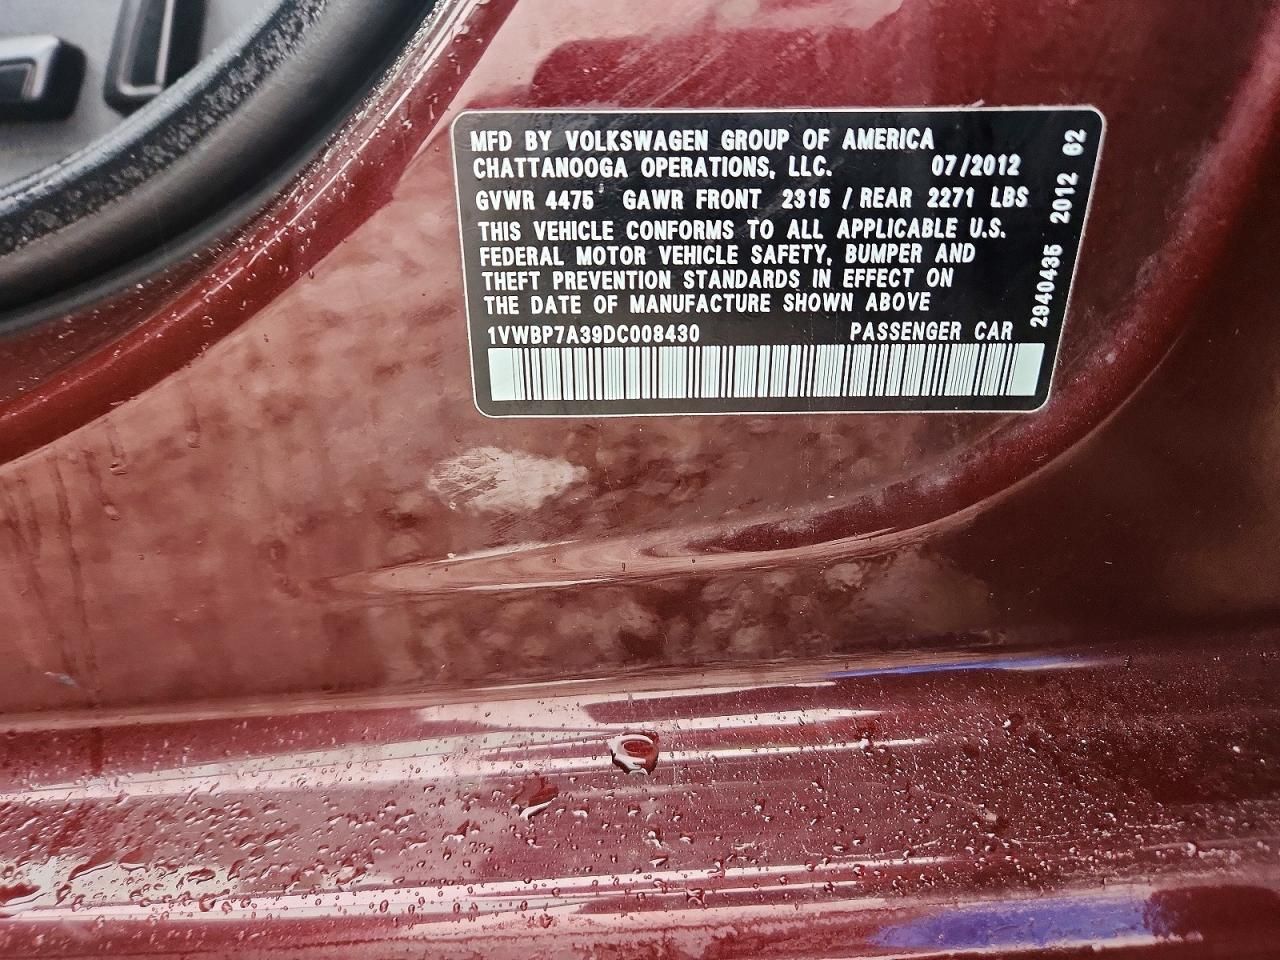 MFD BY VOLKSWAGEN GROUP OF AMERICA
CHATTANOOGA OPERATIONS, LLC. 07/2012
GVWR 4475 GAWR FRONT 2315 / REAR 2271 LBS
THIS VEHICLE CONFORMS TO ALL APPLICABLE U.S.
FEDERAL MOTOR VEHICLE SAFETY, BUMPER AND
THEFT PREVENTION STANDARDS IN EFFECT ON
THE DATE OF MANUFACTURE SHOWN ABOVE
1VWBP7A39DC008430 PASSENGER CAR
2940435 2012 62